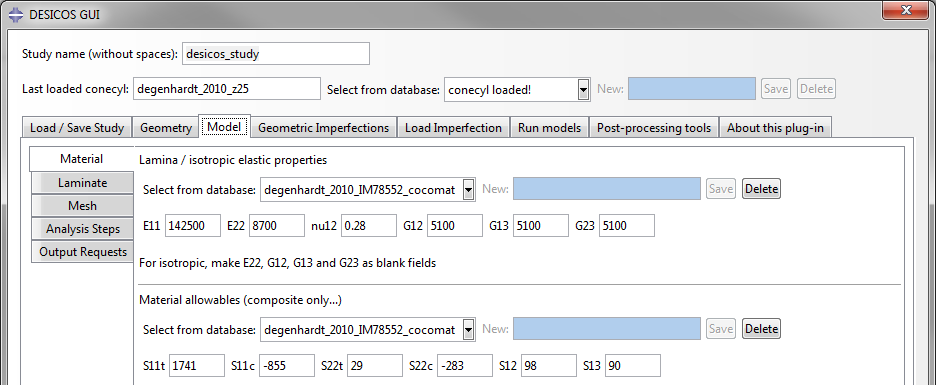 DESICOS GUI
Study name (without spaces): desicos_study
Last loaded conecyl: degenhardt_2010_z25 Select from database: conecyl loaded! New: Save Delete
Load / Save Study Geometry Model Geometric Imperfections Load Imperfection Run models Post-processing tools About this plug-in
Material
Laminate
Mesh
Analysis Steps
Output Requests
Lamina / isotropic elastic properties
Select from database: degenhardt_2010_IM78552_cocomat New: Save Delete
E11 142500 E22 8700 nu12 0.28 G12 5100 G13 5100 G23 5100
For isotropic, make E22, G12, G13 and G23 as blank fields
Material allowables (composite only...)
Select from database: degenhardt_2010_IM78552_cocomat New: Save Delete
S11t 1741 S11c -855 S22t 29 S22c -283 S12 98 S13 90